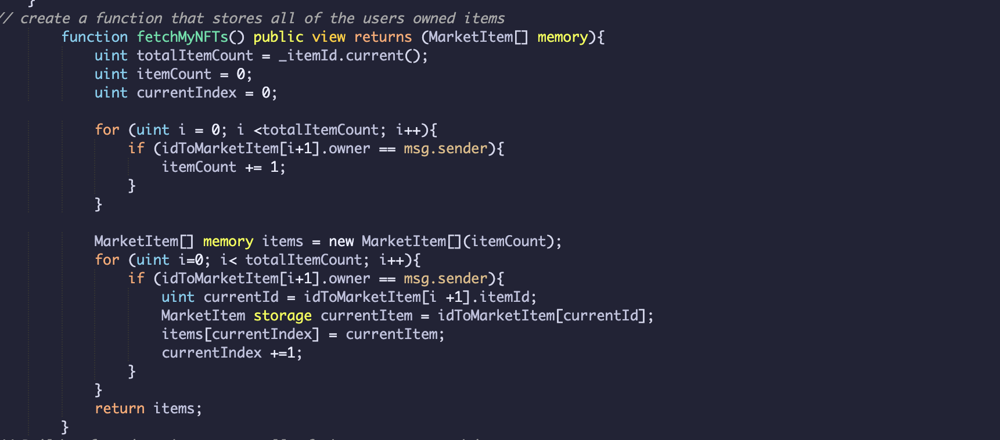 }
// create a function that stores all of the users owned items
function fetchMyNFTs() public view returns (MarketItem[] memory){
uint totalItemCount = _itemId.current();
uint itemCount = 0;
uint currentIndex = 0;
for (uint i = 0; i <totalItemCount; i++){
if (idToMarketItem[i+1].owner == msg.sender){
itemCount += 1;
}
}
MarketItem[] memory items = new MarketItem[](itemCount);
for (uint i=0; i< totalItemCount; i++){
if (idToMarketItem[i+1].owner == msg.sender){
uint currentId = idToMarketItem[i +1].itemId;
MarketItem storage currentItem = idToMarketItem[currentId];
items[currentIndex] = currentItem;
currentIndex +=1;
}
}
return items;
}